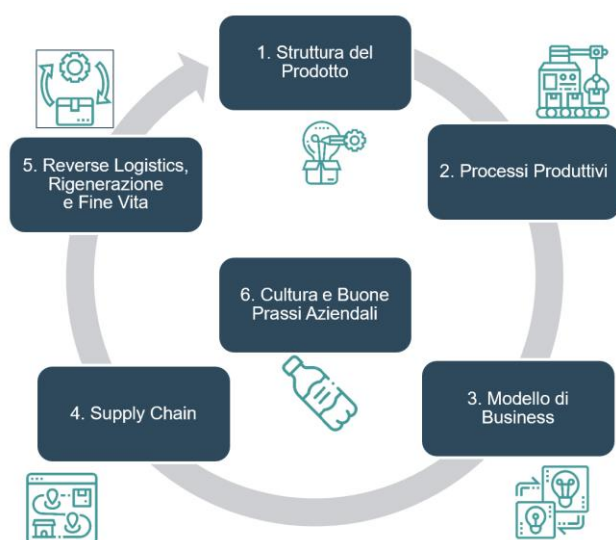 1. Struttura del
Prodotto
2. Processi Produttivi
3. Modello di
Business
4. Supply Chain
5. Reverse Logistics,
Rigenerazione
e Fine Vita
6. Cultura e Buone
Prassi Aziendali